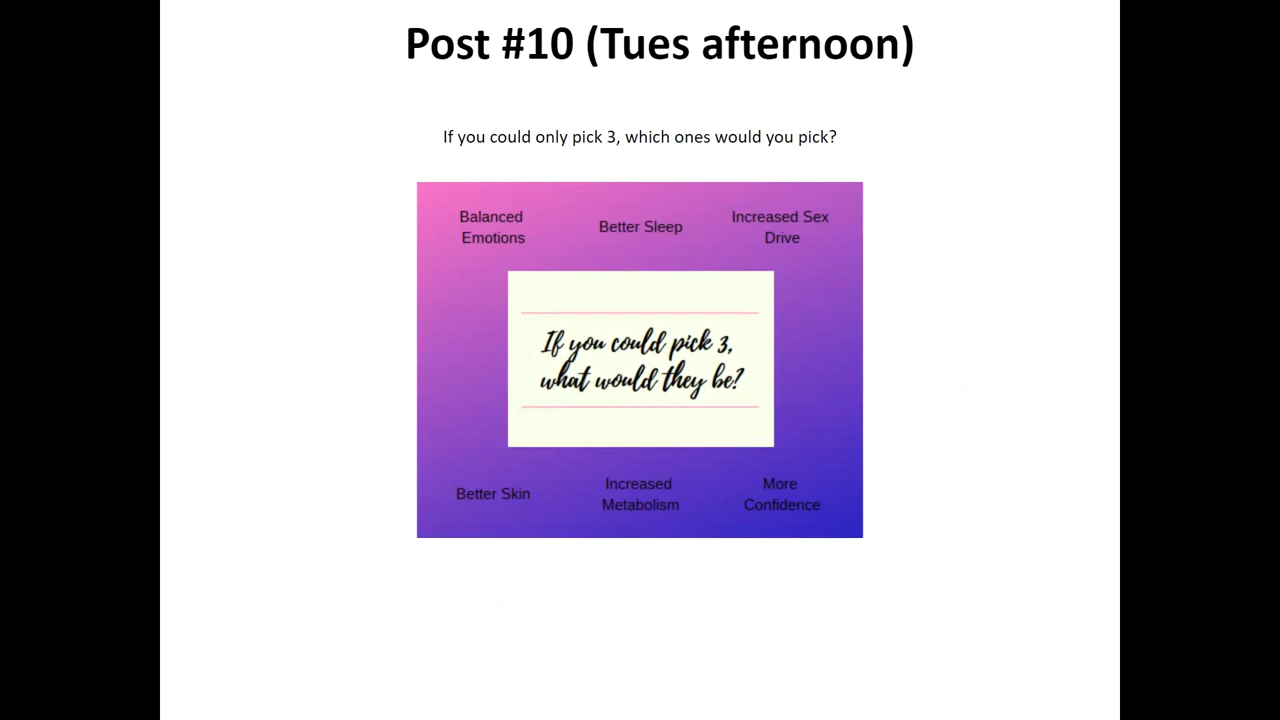 Post #10 (Tues afternoon)
If you could only pick 3, which ones would you pick?
Balanced
Emotions
Better Sleep
Increased Sex
Drive
If you could pick 3,
what would they be?
Better Skin
Increased
Metabolism
More
Confidence